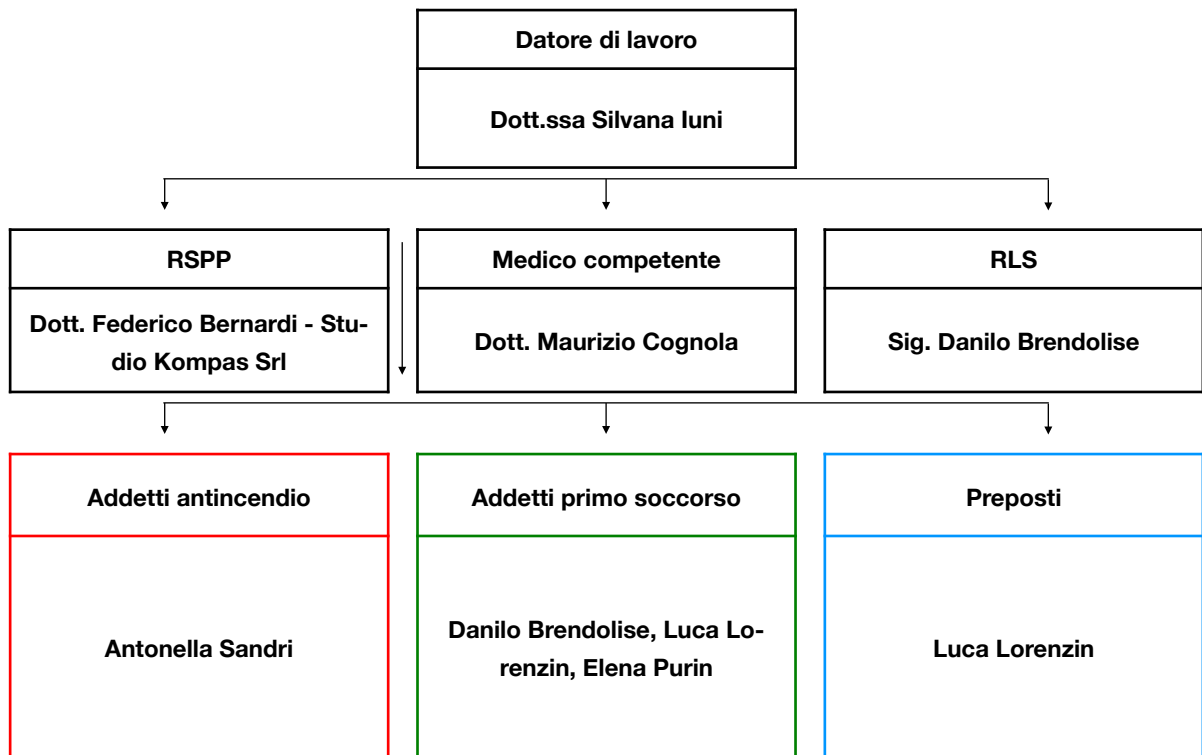 Datore di lavoro
Dott.ssa Silvana Iuni
RSPP
Dott. Federico Bernardi - Stu-
dio Kompas Srl
Medico competente
Dott. Maurizio Cognola
RLS
Sig. Danilo Brendolise
Addetti antincendio
Antonella Sandri
Addetti primo soccorso
Danilo Brendolise, Luca Lo-
renzin, Elena Purin
Preposti
Luca Lorenzin